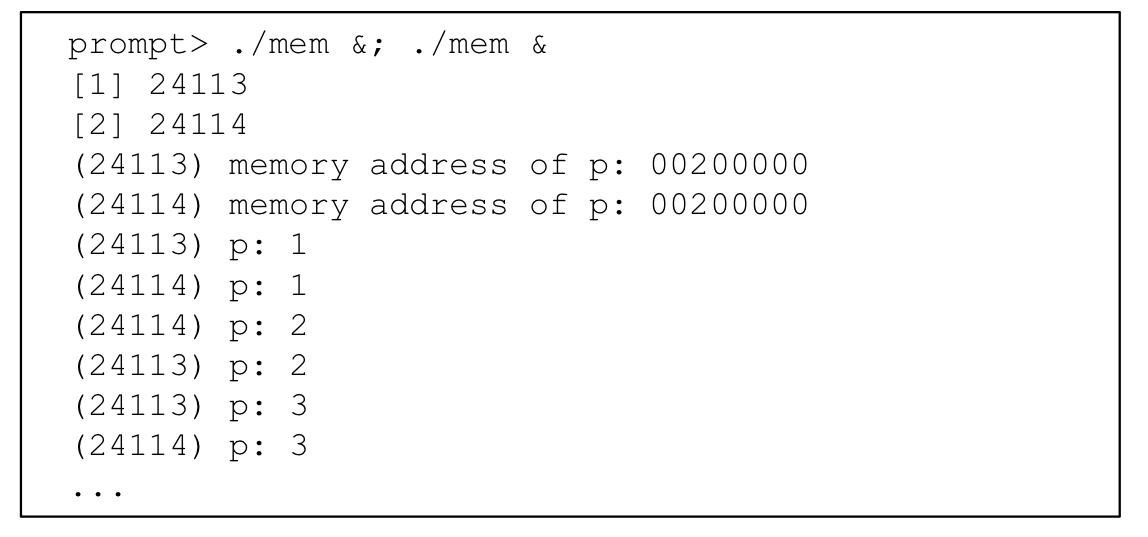 prompt> ./mem &; ./mem &
[1] 24113
[2] 24114
(24113) memory address of p: 00200000
(24114) memory address of p: 00200000
(24113) p: 1
(24114) p: 1
(24114) p: 2
(24113) p: 2
(24113) p: 3
(24114) p: 3
...